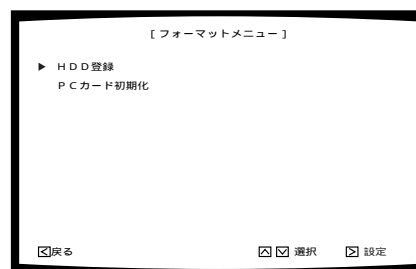 [フォーマットメニュー]
▶ HDD登録
PCカード初期化
<戻る ∧ ∨ 選択 > 設定